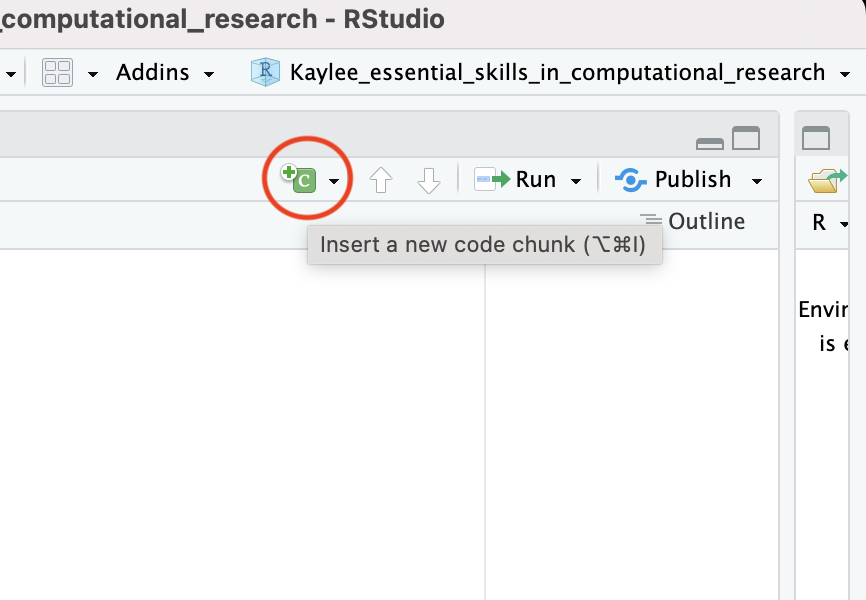 _computational_research - RStudio
Addins
R
Kaylee_essential_skills_in_computational_research
C
Run
Publish
Outline
R
Insert a new code chunk (⌥⌘I)
Envir
is e